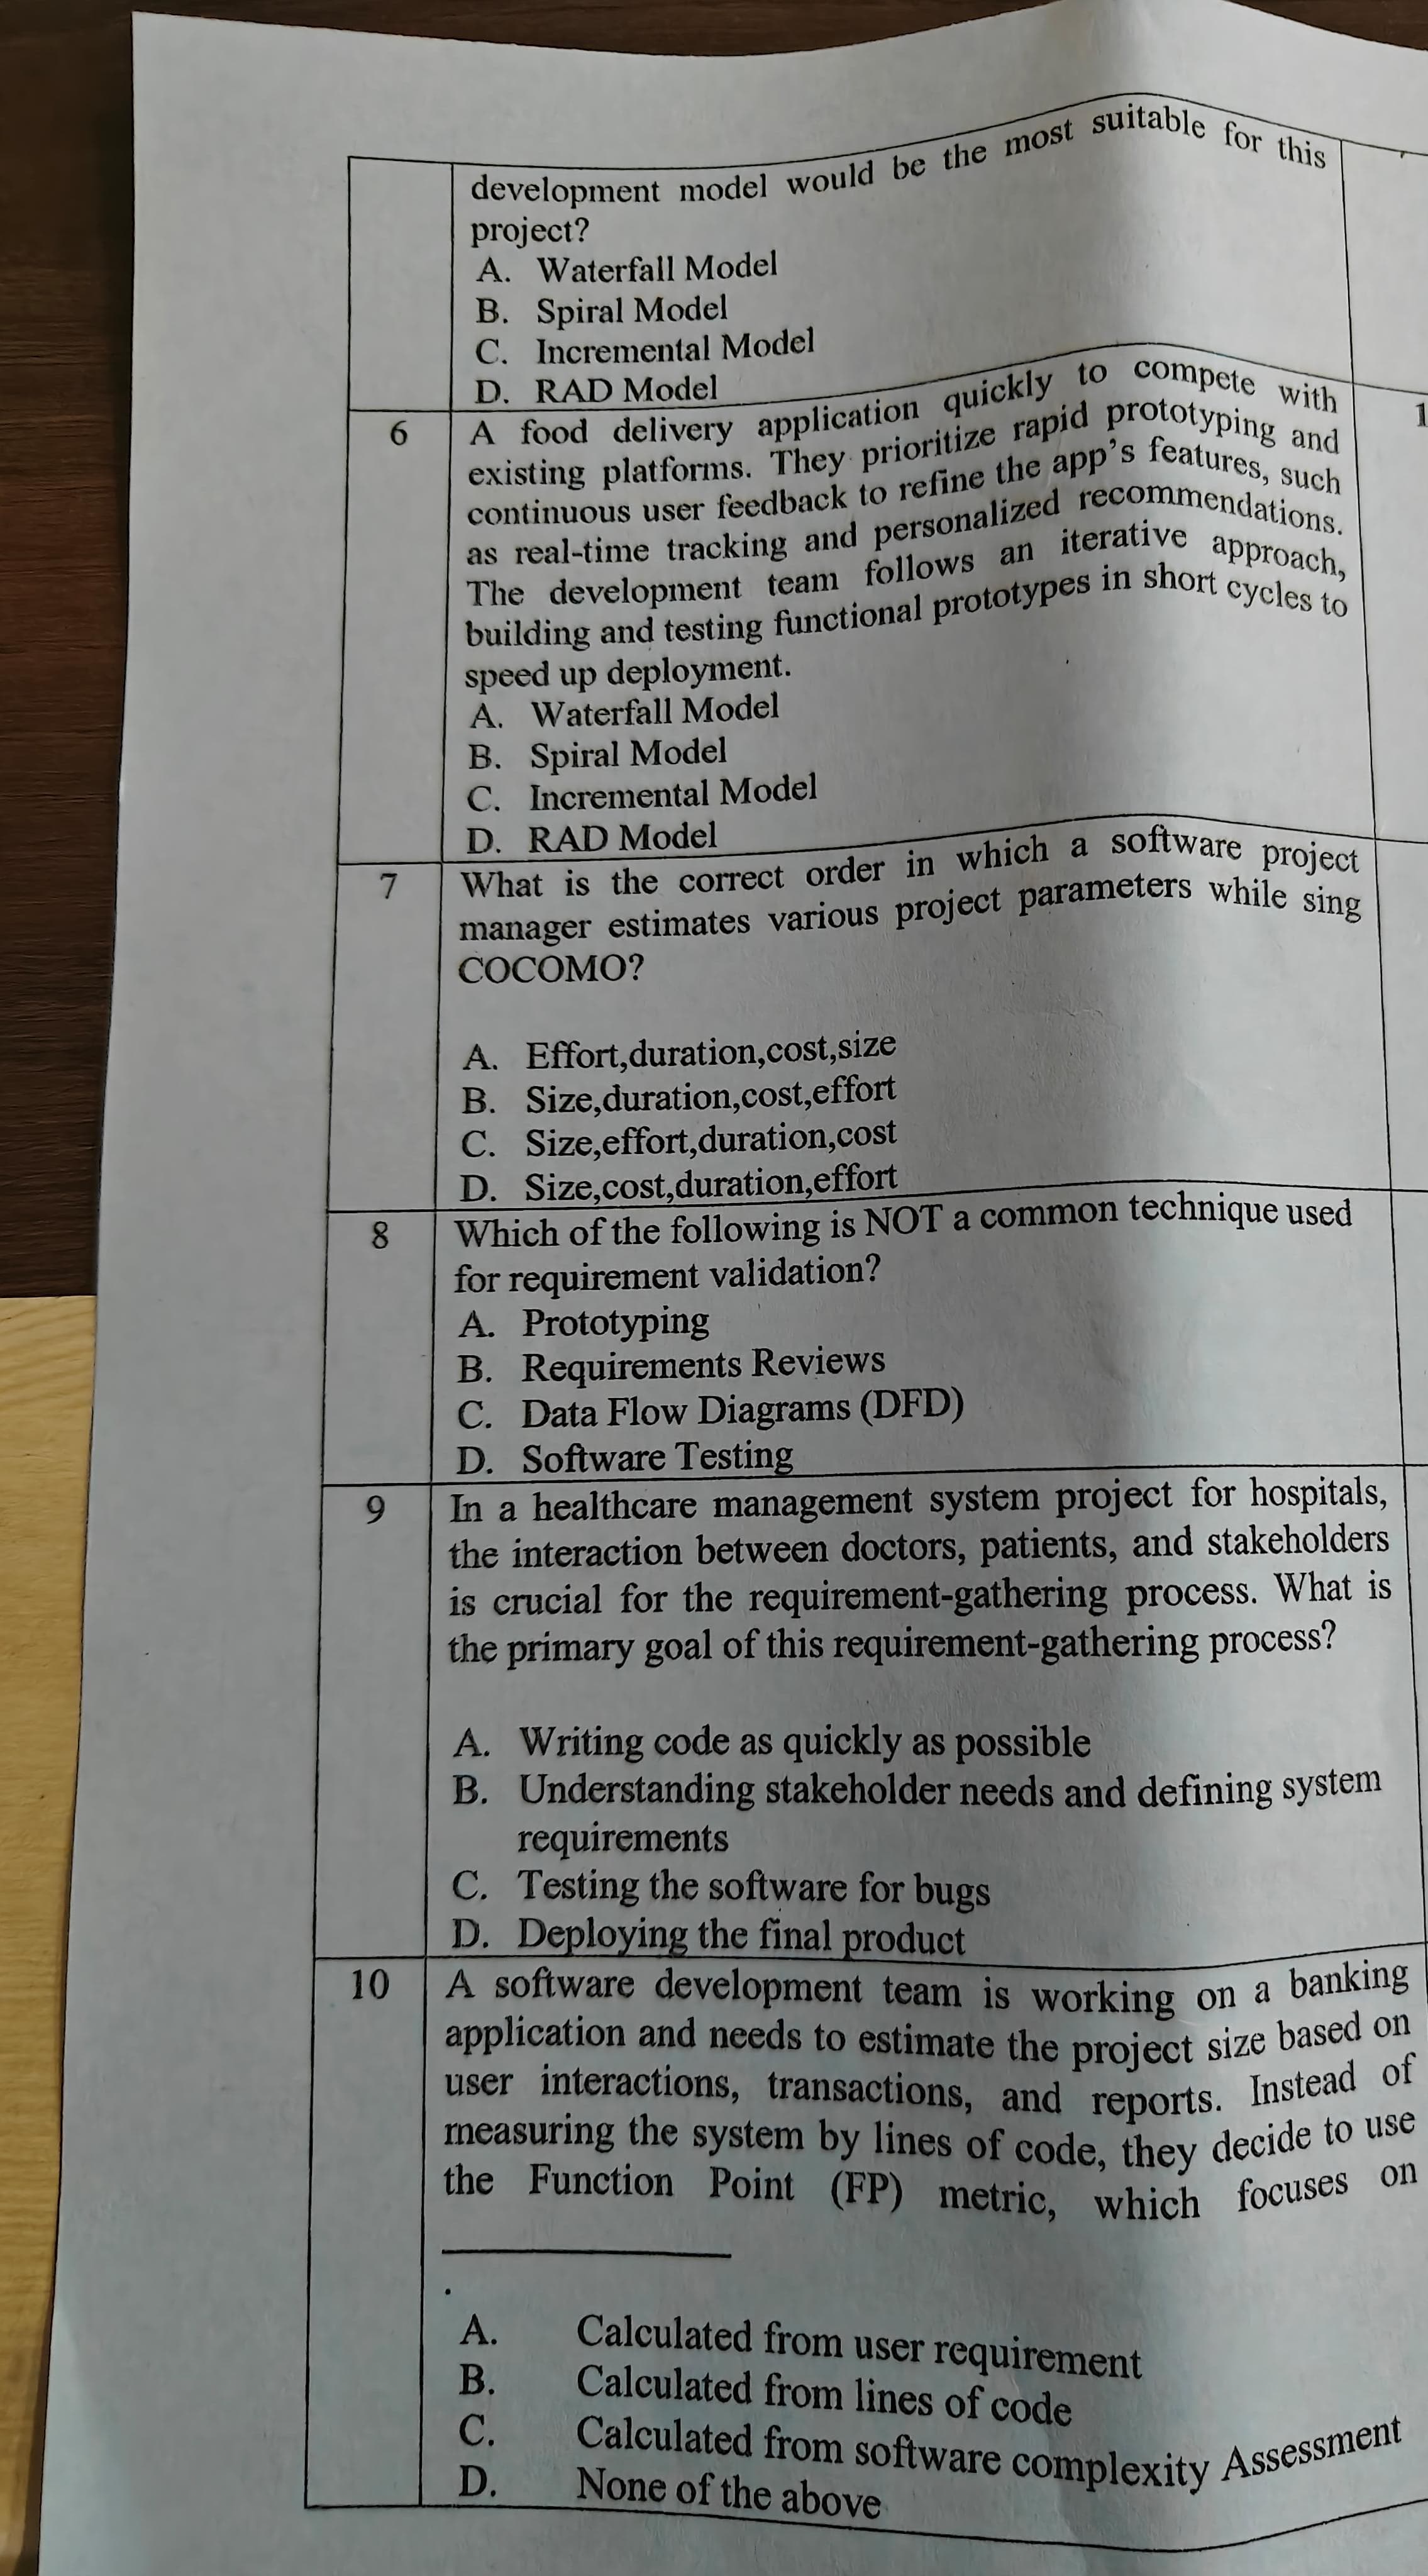 development model would be the most suitable for this
project?
A. Waterfall Model
B. Spiral Model
C. Incremental Model
D. RAD Model
6 A food delivery application quickly to compete with
existing platforms. They prioritize rapid prototyping and
continuous user feedback to refine the app's features, such
as real-time tracking and personalized recommendations.
The development team follows an iterative approach,
building and testing functional prototypes in short cycles to
speed up deployment.
A. Waterfall Model
B. Spiral Model
C. Incremental Model
D. RAD Model
1
7 What is the correct order in which a software project
manager estimates various project parameters while sing
COCOMO?
A. Effort,duration,cost,size
B. Size,duration,cost,effort
C. Size,effort,duration,cost
D. Size,cost,duration,effort
8 Which of the following is NOT a common technique used
for requirement validation?
A. Prototyping
B. Requirements Reviews
C. Data Flow Diagrams (DFD)
D. Software Testing
9 In a healthcare management system project for hospitals,
the interaction between doctors, patients, and stakeholders
is crucial for the requirement-gathering process. What is
the primary goal of this requirement-gathering process?
A. Writing code as quickly as possible
B. Understanding stakeholder needs and defining system
requirements
C. Testing the software for bugs
D. Deploying the final product
10 A software development team is working on a banking
application and needs to estimate the project size based on
user interactions, transactions, and reports. Instead of
measuring the system by lines of code, they decide to use
the Function Point (FP) metric, which focuses on
.
A. Calculated from user requirement
B. Calculated from lines of code
C. Calculated from software complexity Assessment
D. None of the above